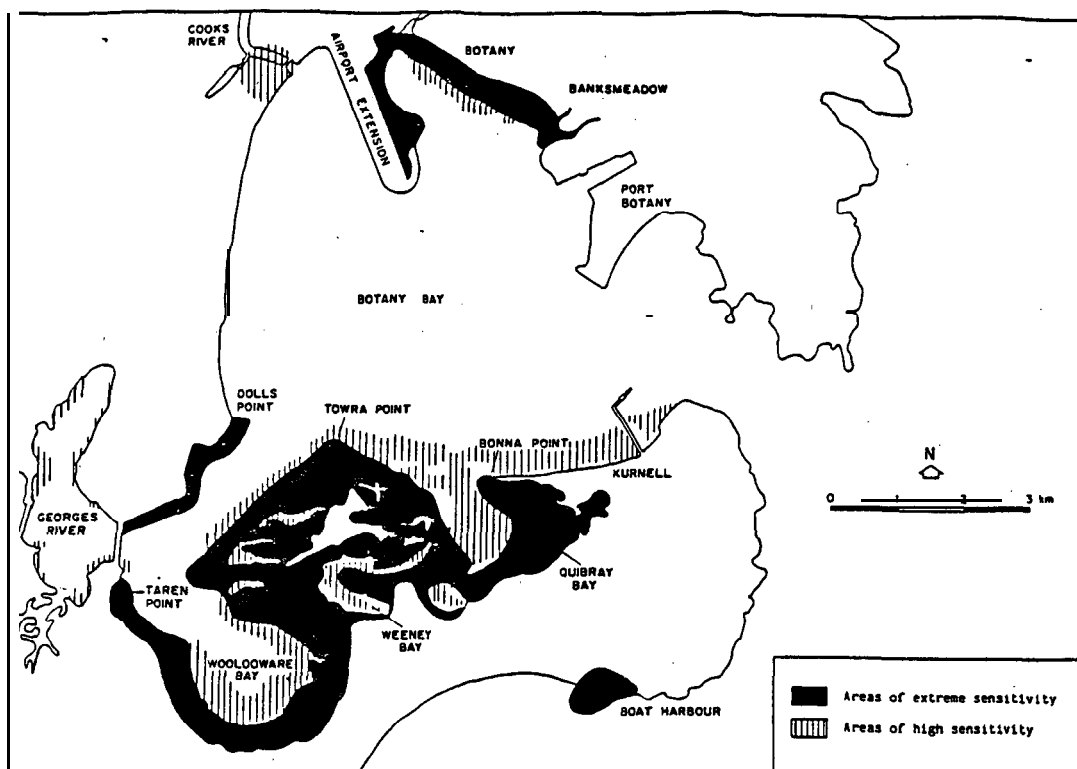 COOKS
RIVER
AIRPORT EXTENSION
BOTANY
BANKSMEADOW
PORT
BOTANY
BOTANY BAY
DOLLS
POINT
TOWRA POINT
BONNA POINT
KURNELL
N
0 1 2 3 km
GEORGES
RIVER
TAREN
POINT
QUIBRAY
BAY
WEENEY
BAY
WOOLOOWARE
BAY
BOAT HARBOUR
Areas of extreme sensitivity
Areas of high sensitivity